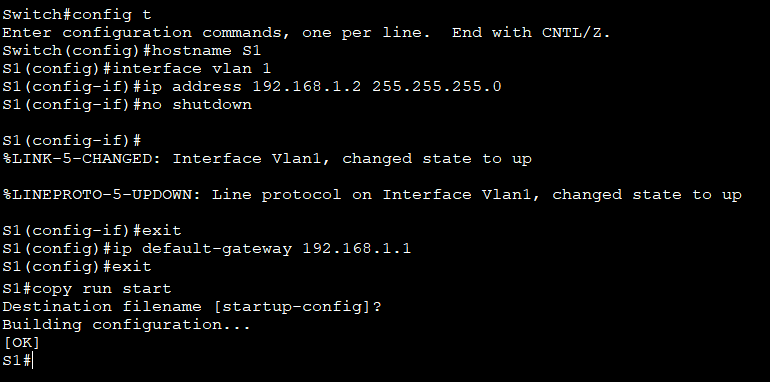 Switch#config t
Enter configuration commands, one per line.  End with CNTL/Z.
Switch(config)#hostname S1
S1(config)#interface vlan 1
S1(config-if)#ip address 192.168.1.2 255.255.255.0
S1(config-if)#no shutdown
S1(config-if)#
%LINK-5-CHANGED: Interface Vlan1, changed state to up
%LINEPROTO-5-UPDOWN: Line protocol on Interface Vlan1, changed state to up
S1(config-if)#exit
S1(config)#ip default-gateway 192.168.1.1
S1(config)#exit
S1#copy run start
Destination filename [startup-config]?
Building configuration...
[OK]
S1#